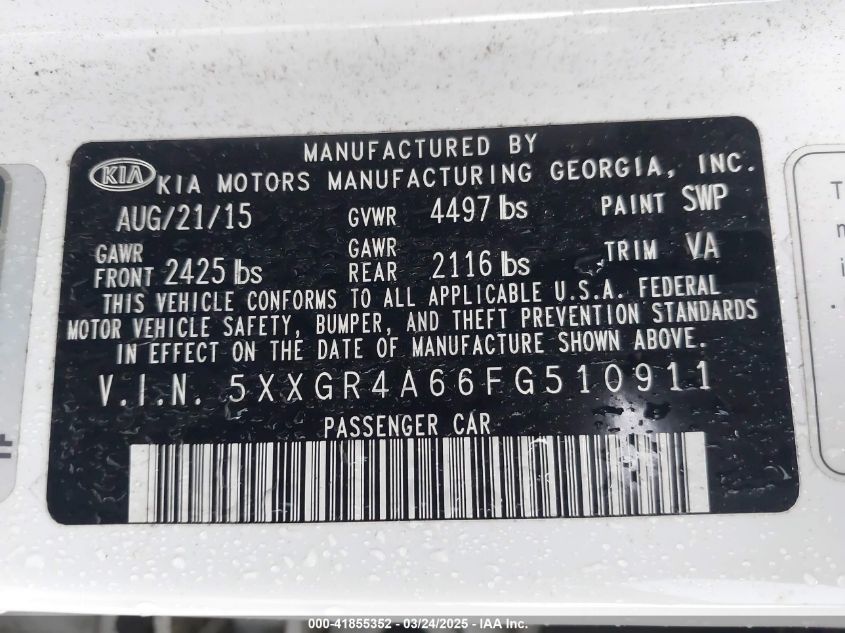 MANUFACTURED BY
KIA KIA MOTORS MANUFACTURING GEORGIA, INC.
AUG/21/15 GVWR 4497 lbs PAINT SWP
GAWR FRONT 2425 lbs GAWR REAR 2116 lbs TRIM VA
THIS VEHICLE CONFORMS TO ALL APPLICABLE U.S.A. FEDERAL
MOTOR VEHICLE SAFETY, BUMPER, AND THEFT PREVENTION STANDARDS
IN EFFECT ON THE DATE OF MANUFACTURE SHOWN ABOVE.
V.I.N. 5XXGR4A66FG510911
PASSENGER CAR
000-41855352 - 03/24/2025 - IAA Inc.